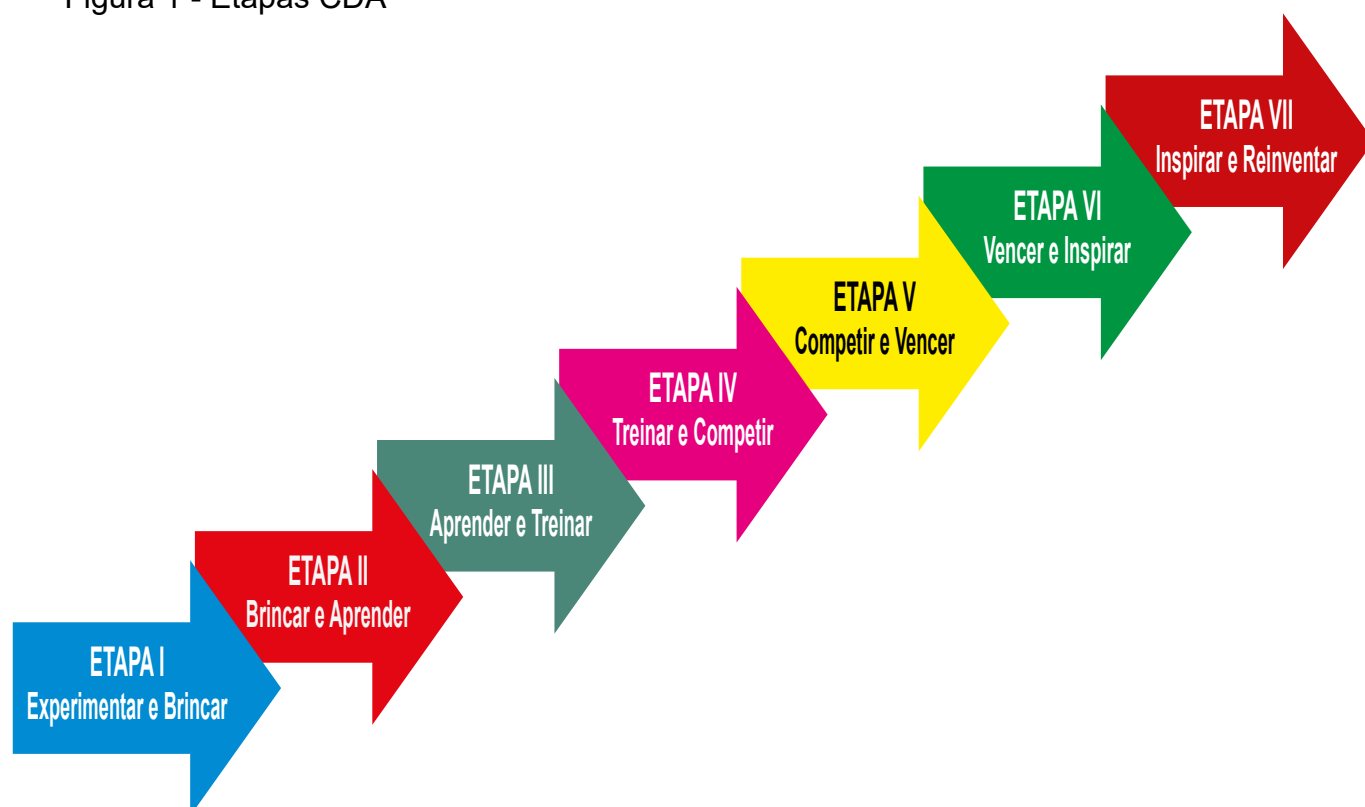 Figura 1 - Etapas CDA
ETAPA VII
Inspirar e Reinventar
ETAPA VI
Vencer e Inspirar
ETAPA V
Competir e Vencer
ETAPA IV
Treinar e Competir
ETAPA III
Aprender e Treinar
ETAPA II
Brincar e Aprender
ETAPA I
Experimentar e Brincar